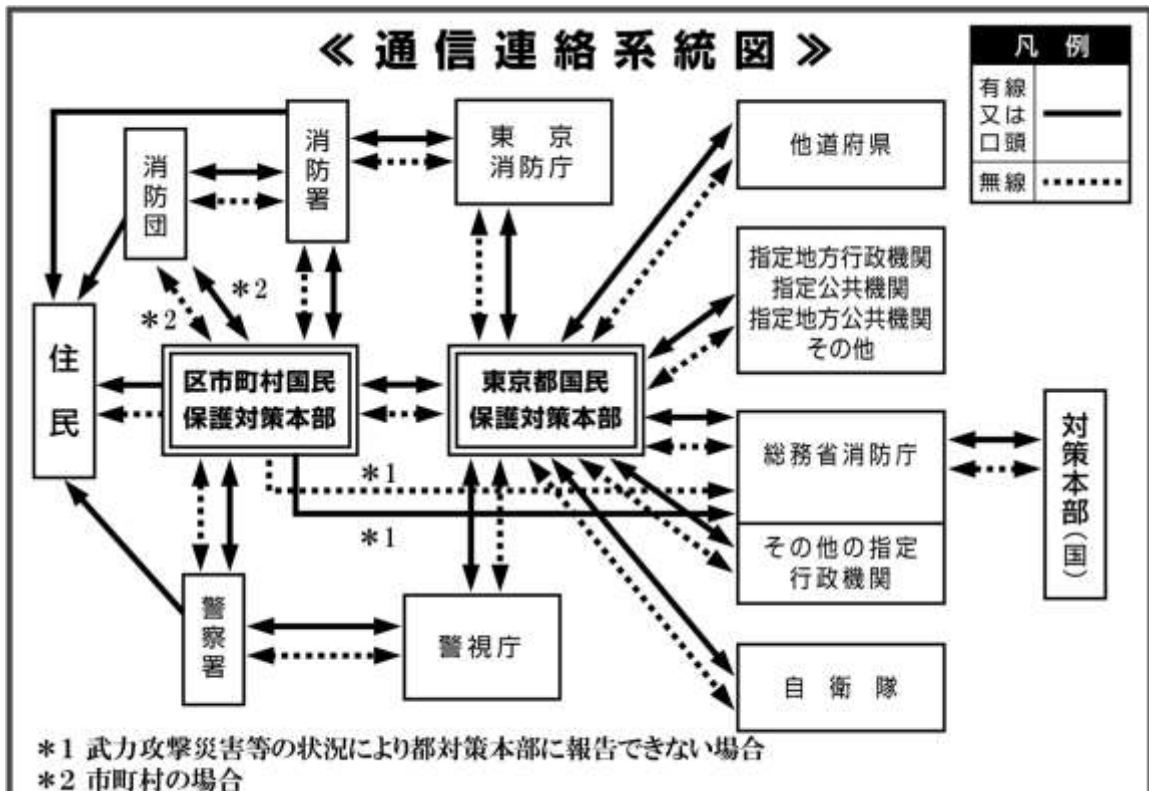 ≪通信連絡系統図≫
凡例
有線
又は
口頭
無線
消防団
消防署
東京
消防庁
他道府県
指定地方行政機関
指定公共機関
指定地方公共機関
その他
*2
*2
住民
区市町村国民
保護対策本部
東京都国民
保護対策本部
総務省消防庁
対策本部(国)
*1
*1
その他の指定
行政機関
警察署
警視庁
自衛隊
*1 武力攻撃災害等の状況により都対策本部に報告できない場合
*2 市町村の場合